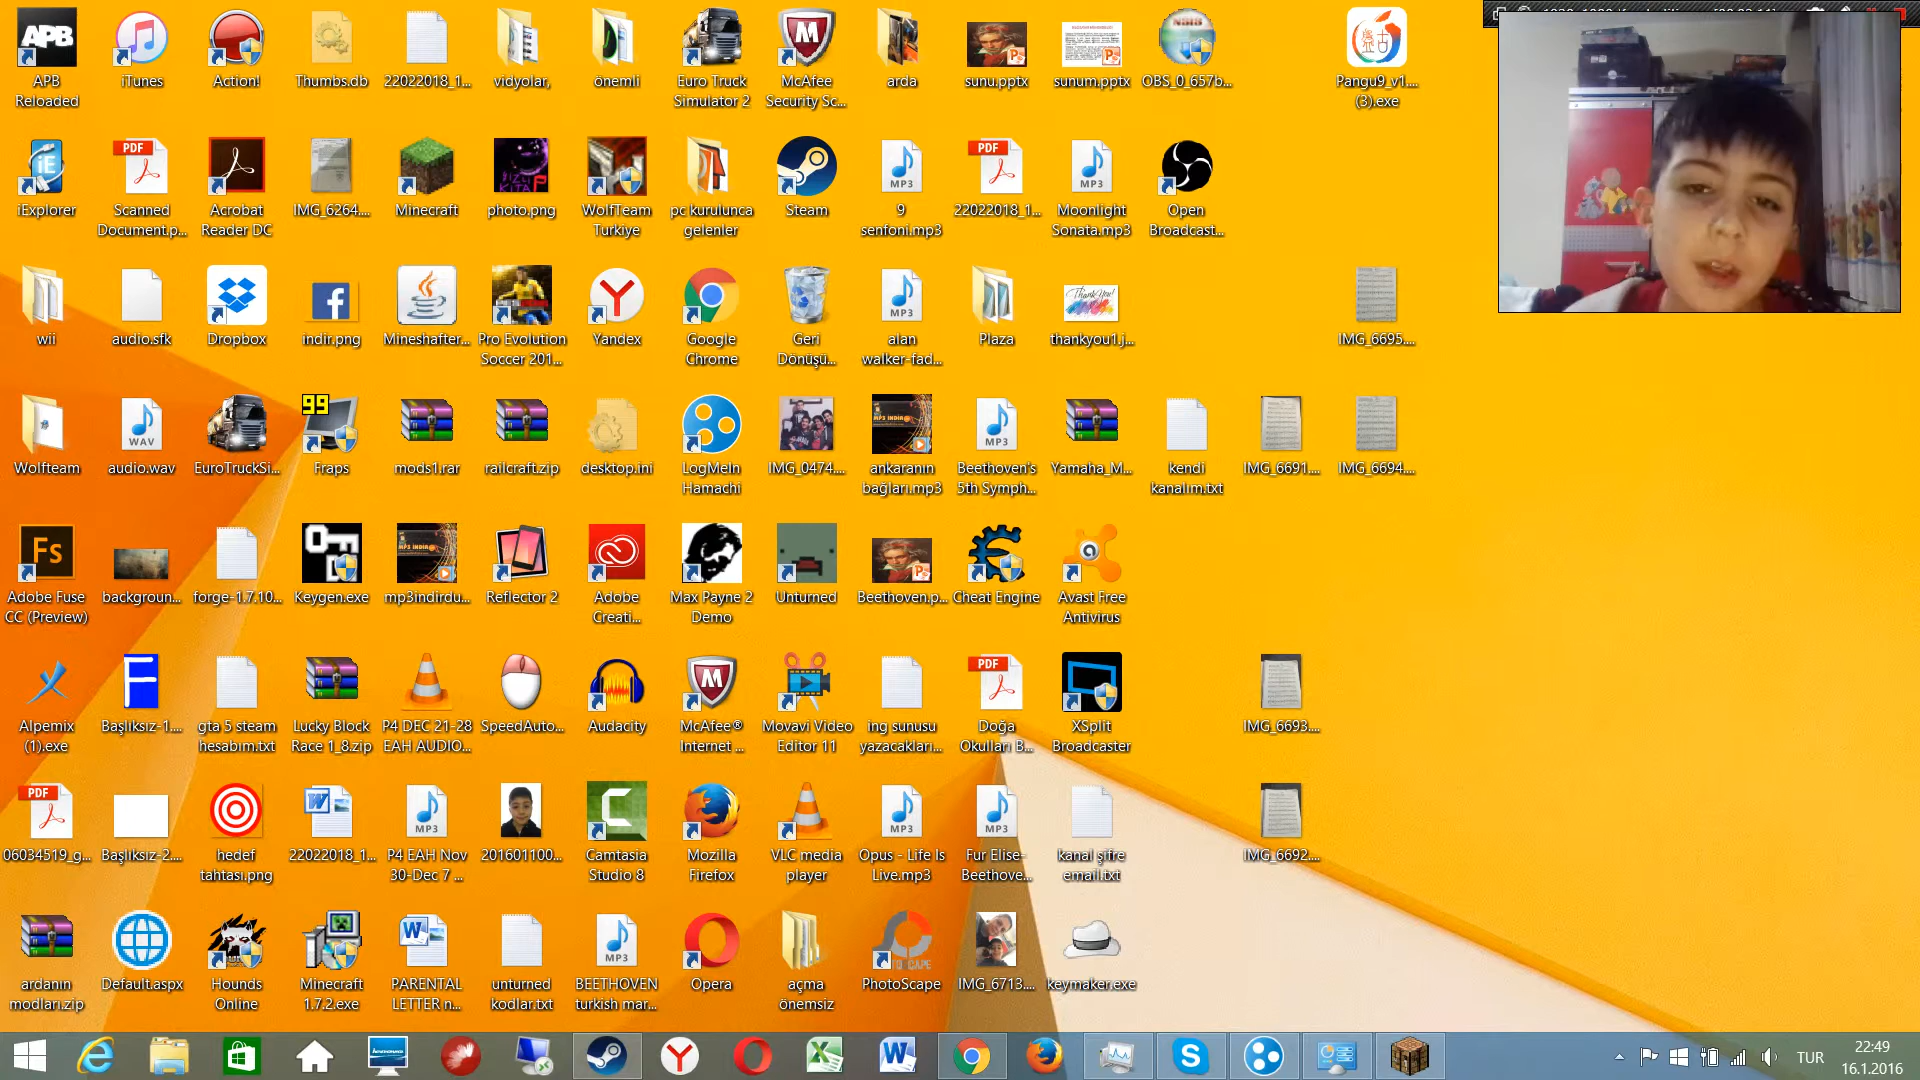 APB
Reloaded
iTunes
Action!
Thumbs.db
22022018_1...
vidyolar,
önemli
Euro Truck
Simulator 2
McAfee
Security Sc...
arda
sunu.pptx
sunum.pptx
OBS_0_657b...
Pangu9_v1....
(3).exe
iExplorer
Scanned
Document.p...
Acrobat
Reader DC
IMG_6264....
Minecraft
photo.png
WolfTeam
Turkiye
pc kurulunca
gelenler
Steam
9
senfoni.mp3
22022018_1...
Moonlight
Sonata.mp3
Open
Broadcast...
wii
audio.sfk
Dropbox
indir.png
Mineshafter...
Pro Evolution
Soccer 201...
Yandex
Google
Chrome
Geri
Dönüşü...
alan
walker-fad...
Plaza
thankyou1.j...
IMG_6695....
Wolfteam
audio.wav
EuroTruckSi...
Fraps
mods1.rar
railcraft.zip
desktop.ini
LogMeIn
Hamachi
IMG_0474....
ankaranın
bağları.mp3
Beethoven's
5th Symph...
Yamaha_M...
kendi
kanalım.txt
IMG_6691....
IMG_6694....
Adobe Fuse
CC (Preview)
backgroun...
forge-1.7.10...
Keygen.exe
mp3indirdu...
Reflector 2
Adobe
Creati...
Max Payne 2
Demo
Unturned
Beethoven.p...
Cheat Engine
Avast Free
Antivirus
Alpemix
(1).exe
Başlıksız-1....
gta 5 steam
hesabım.txt
Lucky Block
Race 1_8.zip
P4 DEC 21-28
EAH AUDIO...
SpeedAuto...
Audacity
McAfee®
Internet ...
Movavi Video
Editor 11
ing sunusu
yazacakları...
Doğa
Okulları B...
XSplit
Broadcaster
IMG_6693....
06034519_g...
Başlıksız-2....
hedef
tahtası.png
22022018_1...
P4 EAH Nov
30-Dec 7 ...
201601100...
Camtasia
Studio 8
Mozilla
Firefox
VLC media
player
Opus - Life Is
Live.mp3
Fur Elise-
Beethove...
kanal şifre
email.txt
IMG_6692....
ardanın
modları.zip
Default.aspx
Hounds
Online
Minecraft
1.7.2.exe
PARENTAL
LETTER n...
unturned
kodlar.txt
BEETHOVEN
turkish mar...
Opera
açma
önemsiz
PhotoScape
IMG_6713....
keymaker.exe
TUR
22:49
16.1.2016